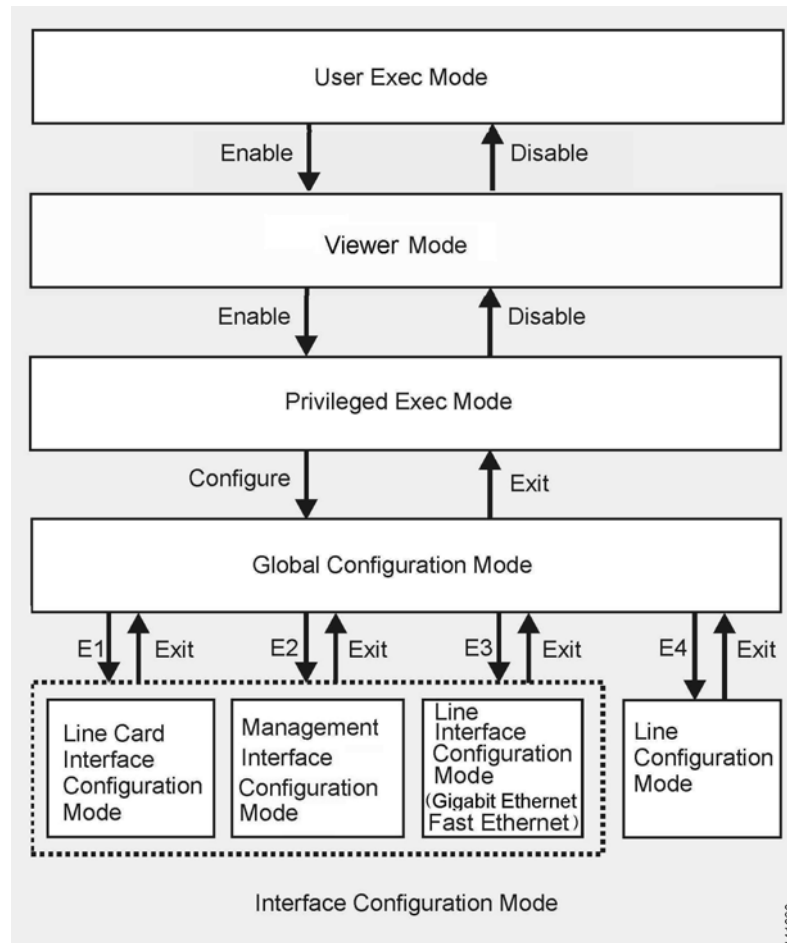 User Exec Mode
Enable
Disable
Viewer Mode
Enable
Disable
Privileged Exec Mode
Configure
Exit
Global Configuration Mode
E1
Exit
E2
Exit
E3
Exit
E4
Exit
Line Card
Interface
Configuration
Mode
Management
Interface
Configuration
Mode
Line
Interface
Configuration
Mode
(Gigabit Ethernet
Fast Ethernet)
Line
Configuration
Mode
Interface Configuration Mode